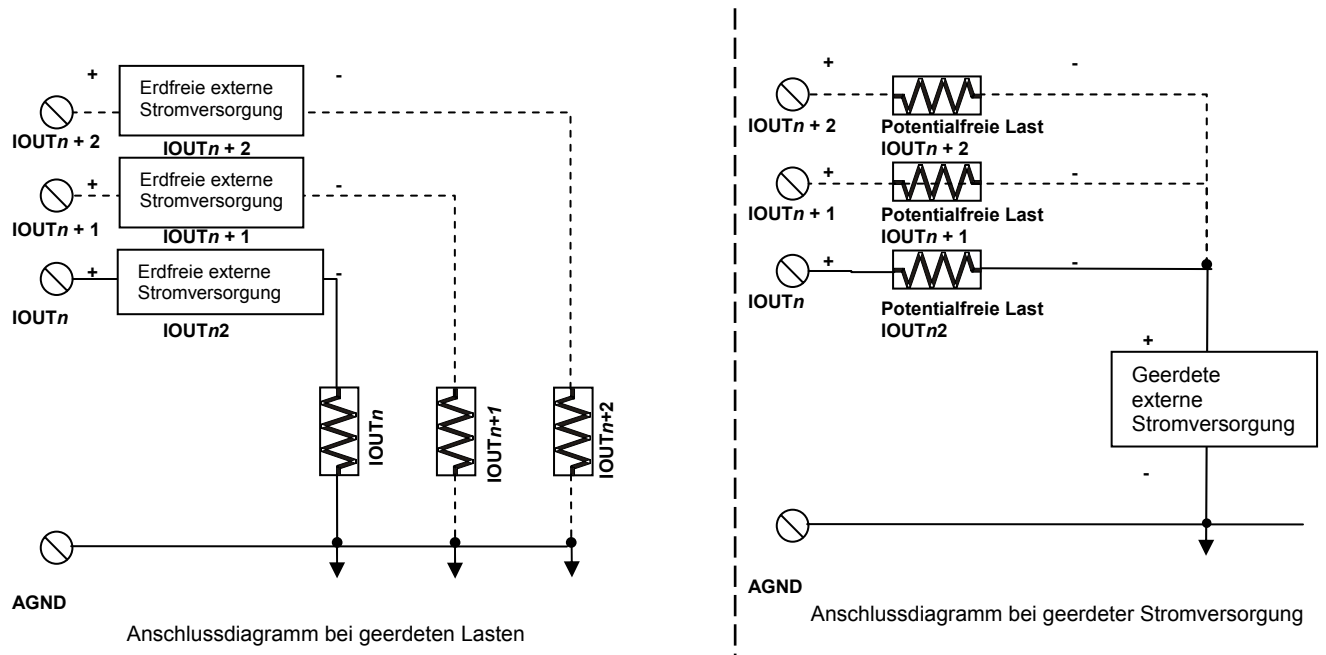 +
-
Erdfreie externe
Stromversorgung
IOUTn + 2
IOUTn + 2
+
-
Erdfreie externe
Stromversorgung
IOUTn + 1
IOUTn + 1
+
-
Erdfreie externe
Stromversorgung
IOUTn
IOUTn2
IOUTn
IOUTn+1
IOUTn+2
AGND
Anschlussdiagramm bei geerdeten Lasten
+
-
IOUTn + 2
Potentialfreie Last
IOUTn + 2
+
-
IOUTn + 1
Potentialfreie Last
IOUTn + 1
+
-
IOUTn
Potentialfreie Last
IOUTn2
+
Geerdete
externe
Stromversorgung
-
AGND
Anschlussdiagramm bei geerdeter Stromversorgung